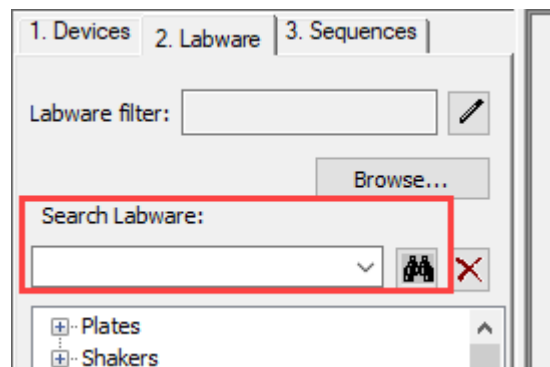 1. Devices 2. Labware 3. Sequences
Labware filter:
Browse...
Search Labware:
Plates
Shakers